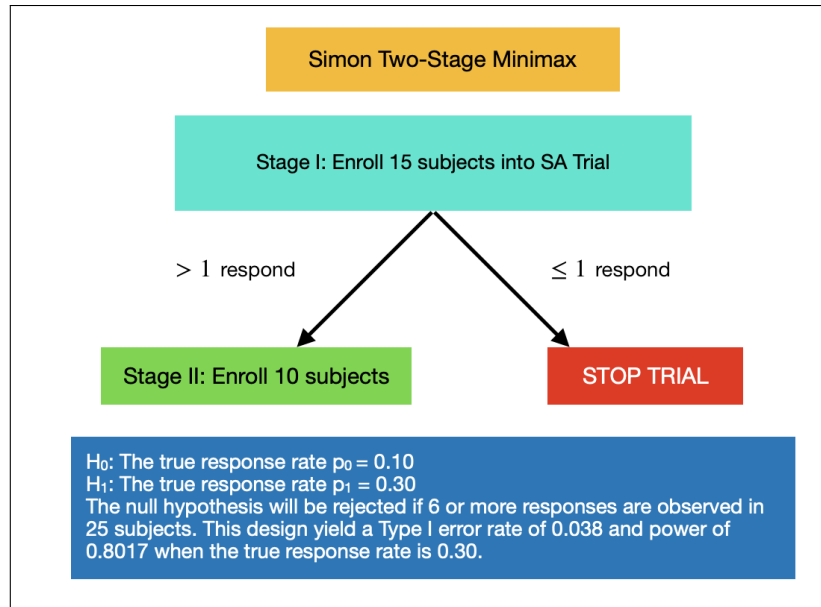 Simon Two-Stage Minimax
Stage I: Enroll 15 subjects into SA Trial
> 1 respond
≤ 1 respond
Stage II: Enroll 10 subjects
STOP TRIAL
H₀: The true response rate p₀ = 0.10
H₁: The true response rate p₁ = 0.30
The null hypothesis will be rejected if 6 or more responses are observed in
25 subjects. This design yield a Type I error rate of 0.038 and power of
0.8017 when the true response rate is 0.30.